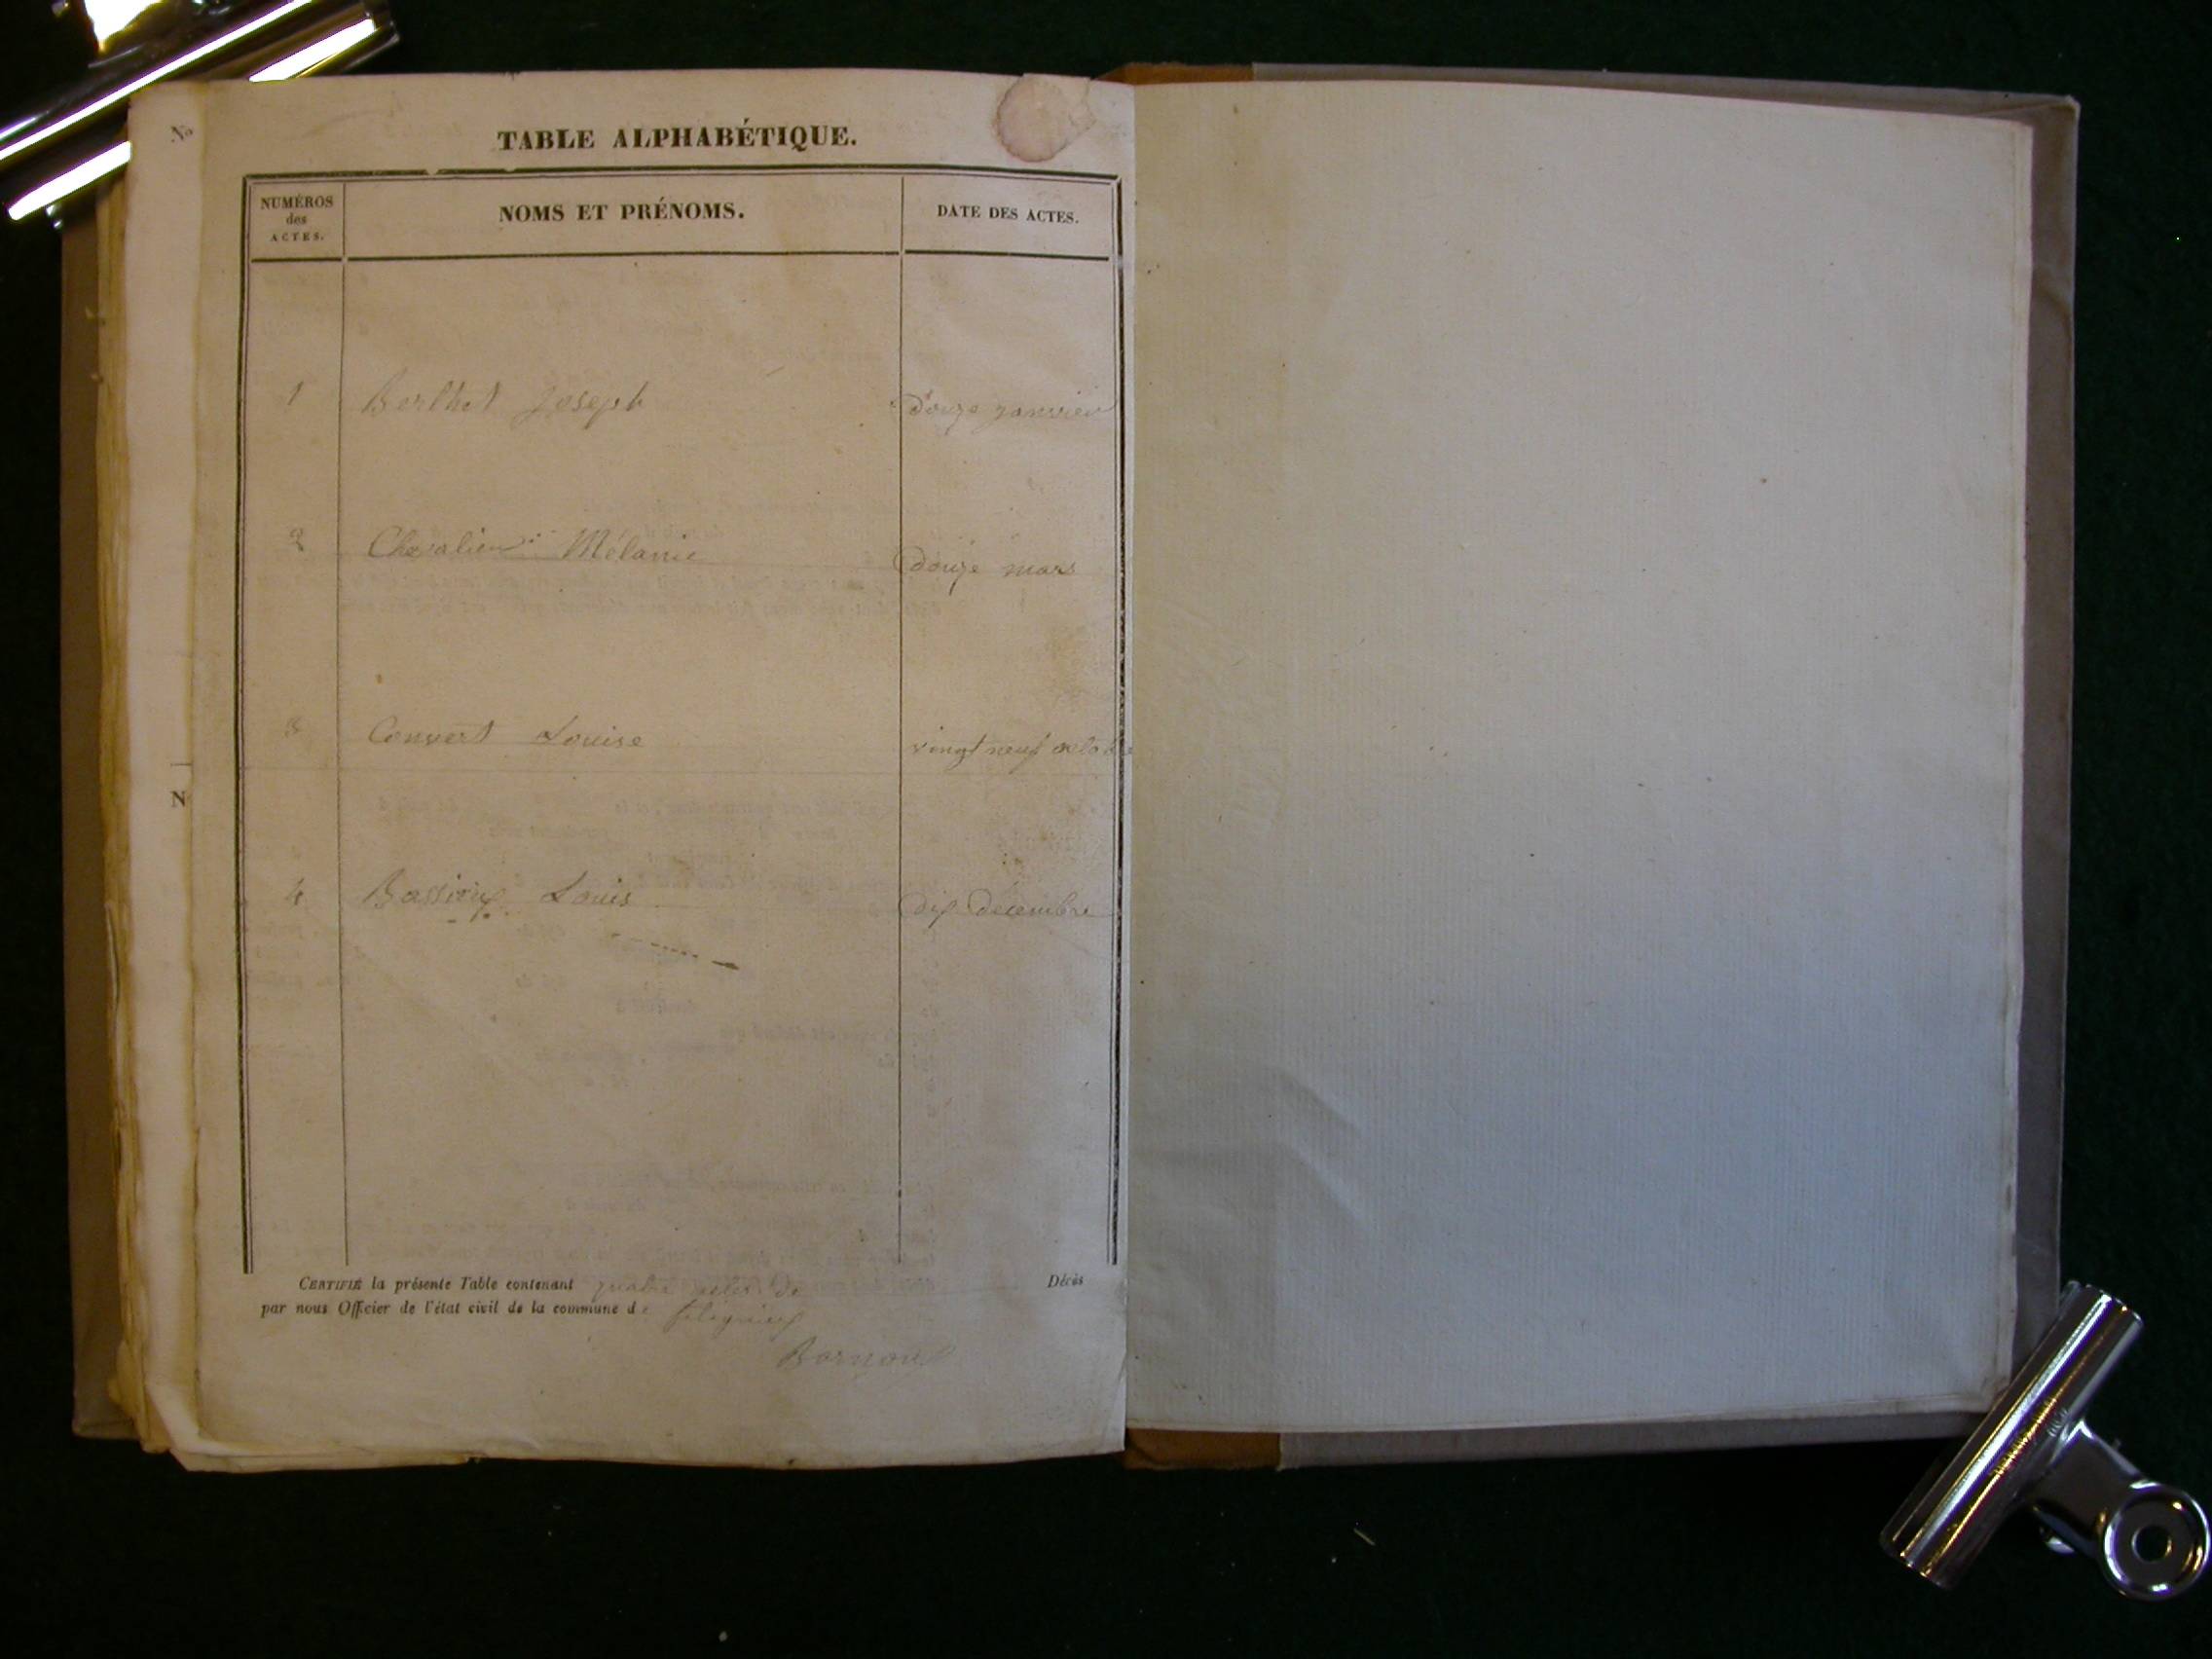 No
TABLE ALPHABÉTIQUE.
NUMÉROS des ACTES.
NOMS ET PRÉNOMS.
DATE DES ACTES.
1 Berthet Joseph douze janvier
2 Chevalier Mélanie douze mars
3 Convert Louise vingt neuf octobre
N
4 Bassieux Louis dix décembre
CERTIFIÉ la présente Table contenant quatre actes de Décès
par nous Officier de l'état civil de la commune de